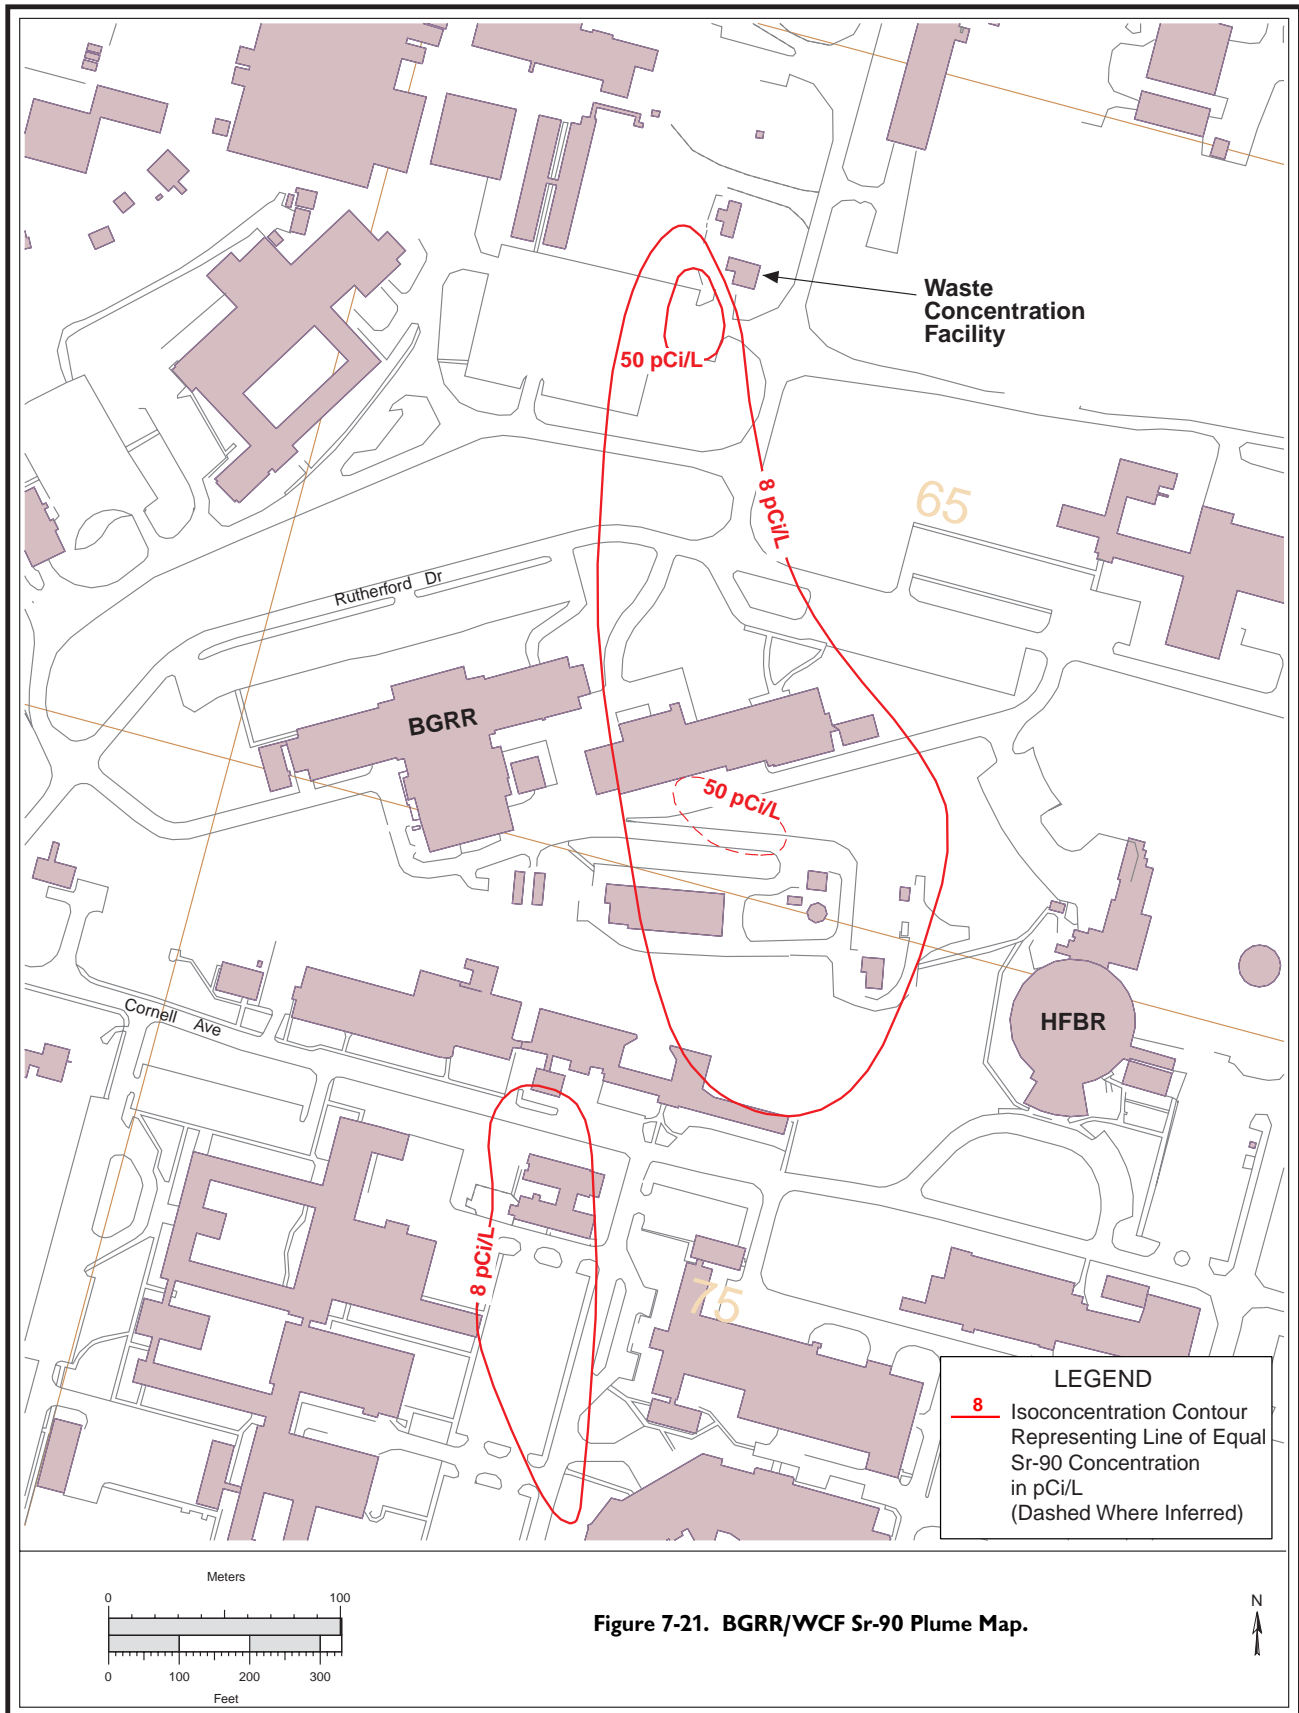 Waste
Concentration
Facility
50 pCi/L
8 pCi/L
65
Rutherford Dr
BGRR
50 pCi/L
HFBR
Cornell Ave
8 pCi/L
75
LEGEND
8
Isoconcentration Contour
Representing Line of Equal
Sr-90 Concentration
in pCi/L
(Dashed Where Inferred)
Meters
0 100
0 100 200 300
Feet
Figure 7-21. BGRR/WCF Sr-90 Plume Map.
N